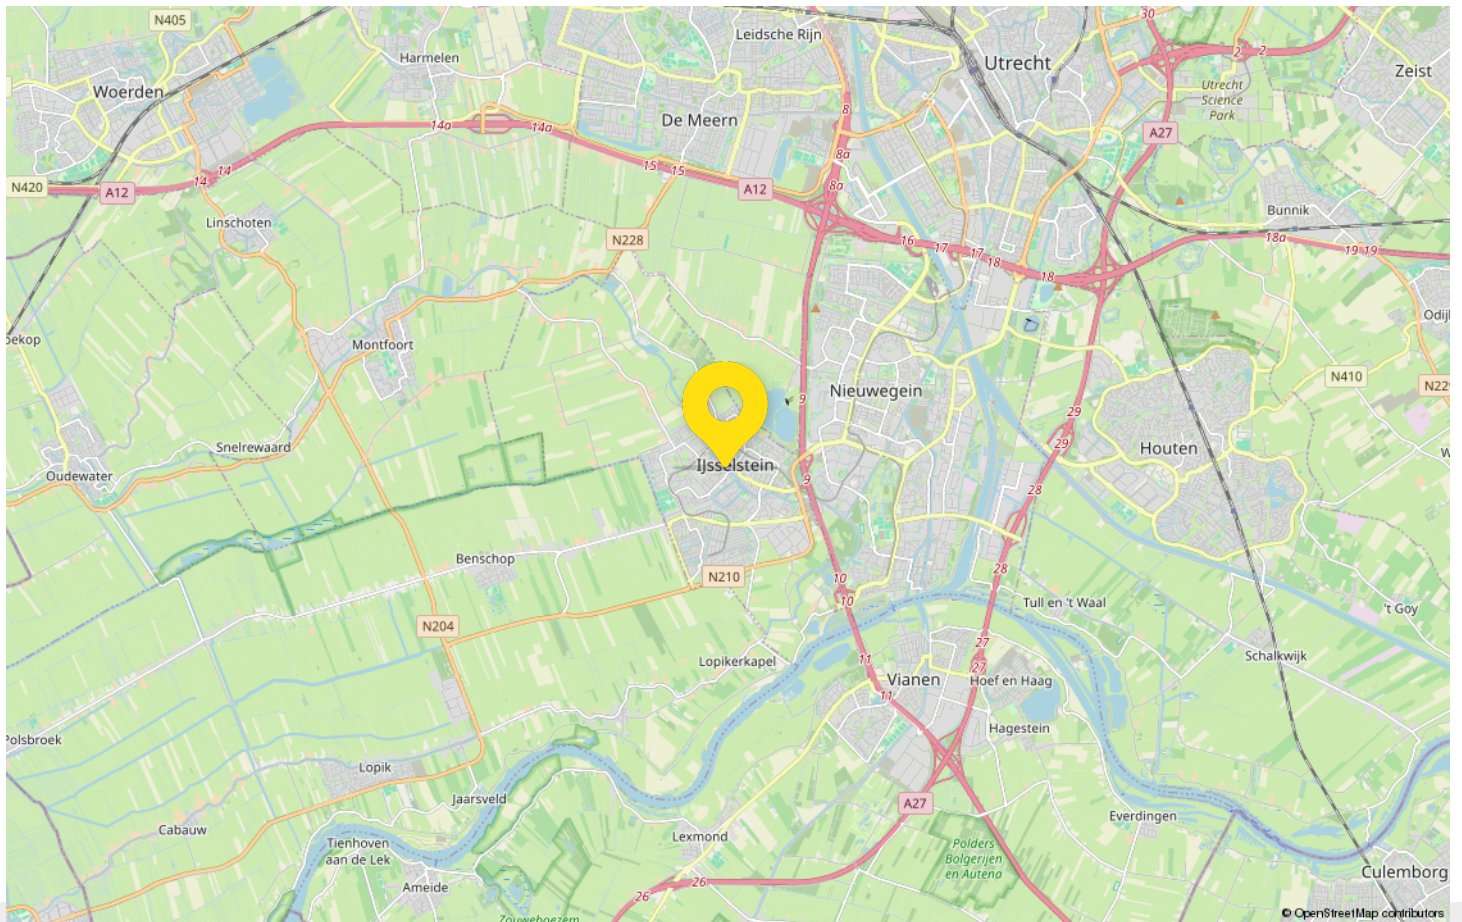 30
N405
Leidsche Rijn
Harmelen
Utrecht
2
2
Zeist
Woerden
Utrecht
Science
Park
8
De Meern
14a
14a
A27
8a
15
15
14
14
8a
N420
A12
A12
Linschoten
Bunnik
N228
16
17
17
18
18
18a
19
19
Odijk
oekop
Montfoort
N410
N229
Nieuwegein
9
29
29
Snelrewaard
Houten
Oudewater
IJsselstein
9
28
Benschop
28
N210
10
10
Tull en 't Waal
't Goy
N204
27
Lopikerkapel
11
27
Schalkwijk
Vianen
Hoef en Haag
11
Hagestein
Polsbroek
Lopik
Jaarsveld
A27
Cabauw
Lexmond
Everdingen
Tienhoven
aan de Lek
Polders
Bolgerijen
en Autena
Culemborg
Ameide
26
26
Zouweboezem
© OpenStreetMap contributors